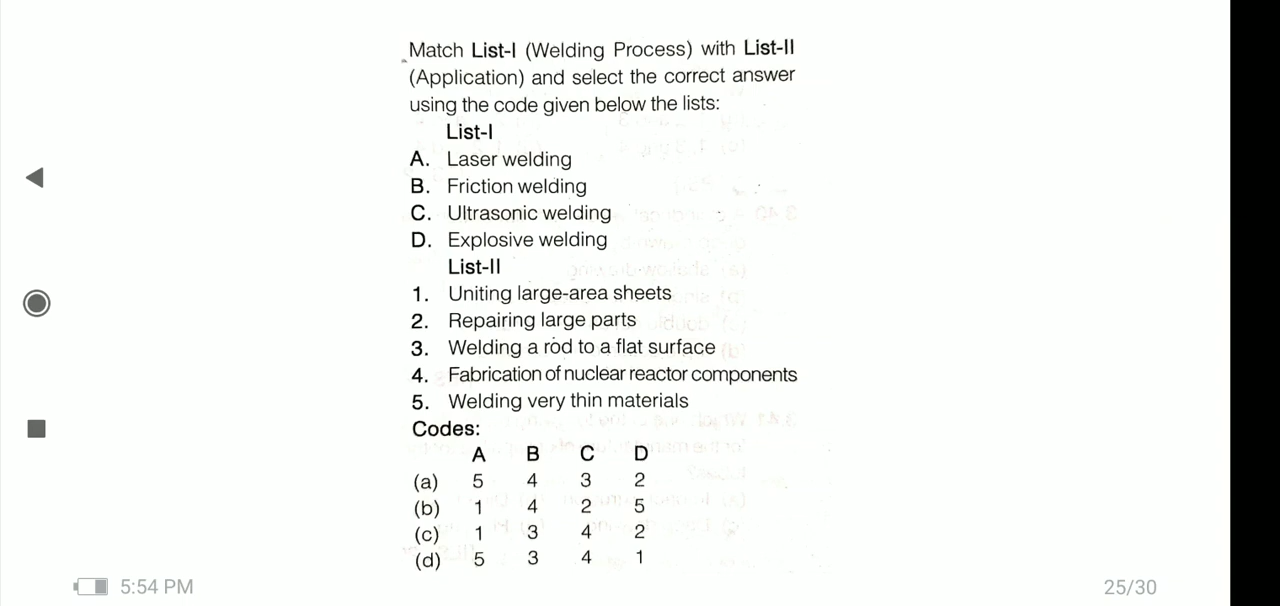 Match List-I (Welding Process) with List-II
(Application) and select the correct answer
using the code given below the lists:
List-I
A. Laser welding
B. Friction welding
C. Ultrasonic welding
D. Explosive welding
List-II
1. Uniting large-area sheets
2. Repairing large parts
3. Welding a rod to a flat surface
4. Fabrication of nuclear reactor components
5. Welding very thin materials
Codes:
A B C D
(a) 5 4 3 2
(b) 1 4 2 5
(c) 1 3 4 2
(d) 5 3 4 1
5:54 PM
25/30